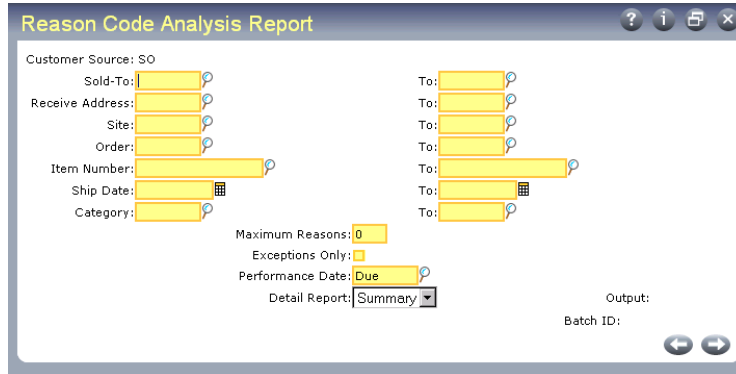 Reason Code Analysis Report ? i
Customer Source: SO
Sold-To: To:
Receive Address: To:
Site: To:
Order: To:
Item Number: To:
Ship Date: To:
Category: To:
Maximum Reasons: 0
Exceptions Only:
Performance Date: Due
Detail Report: Summary Output:
Batch ID: